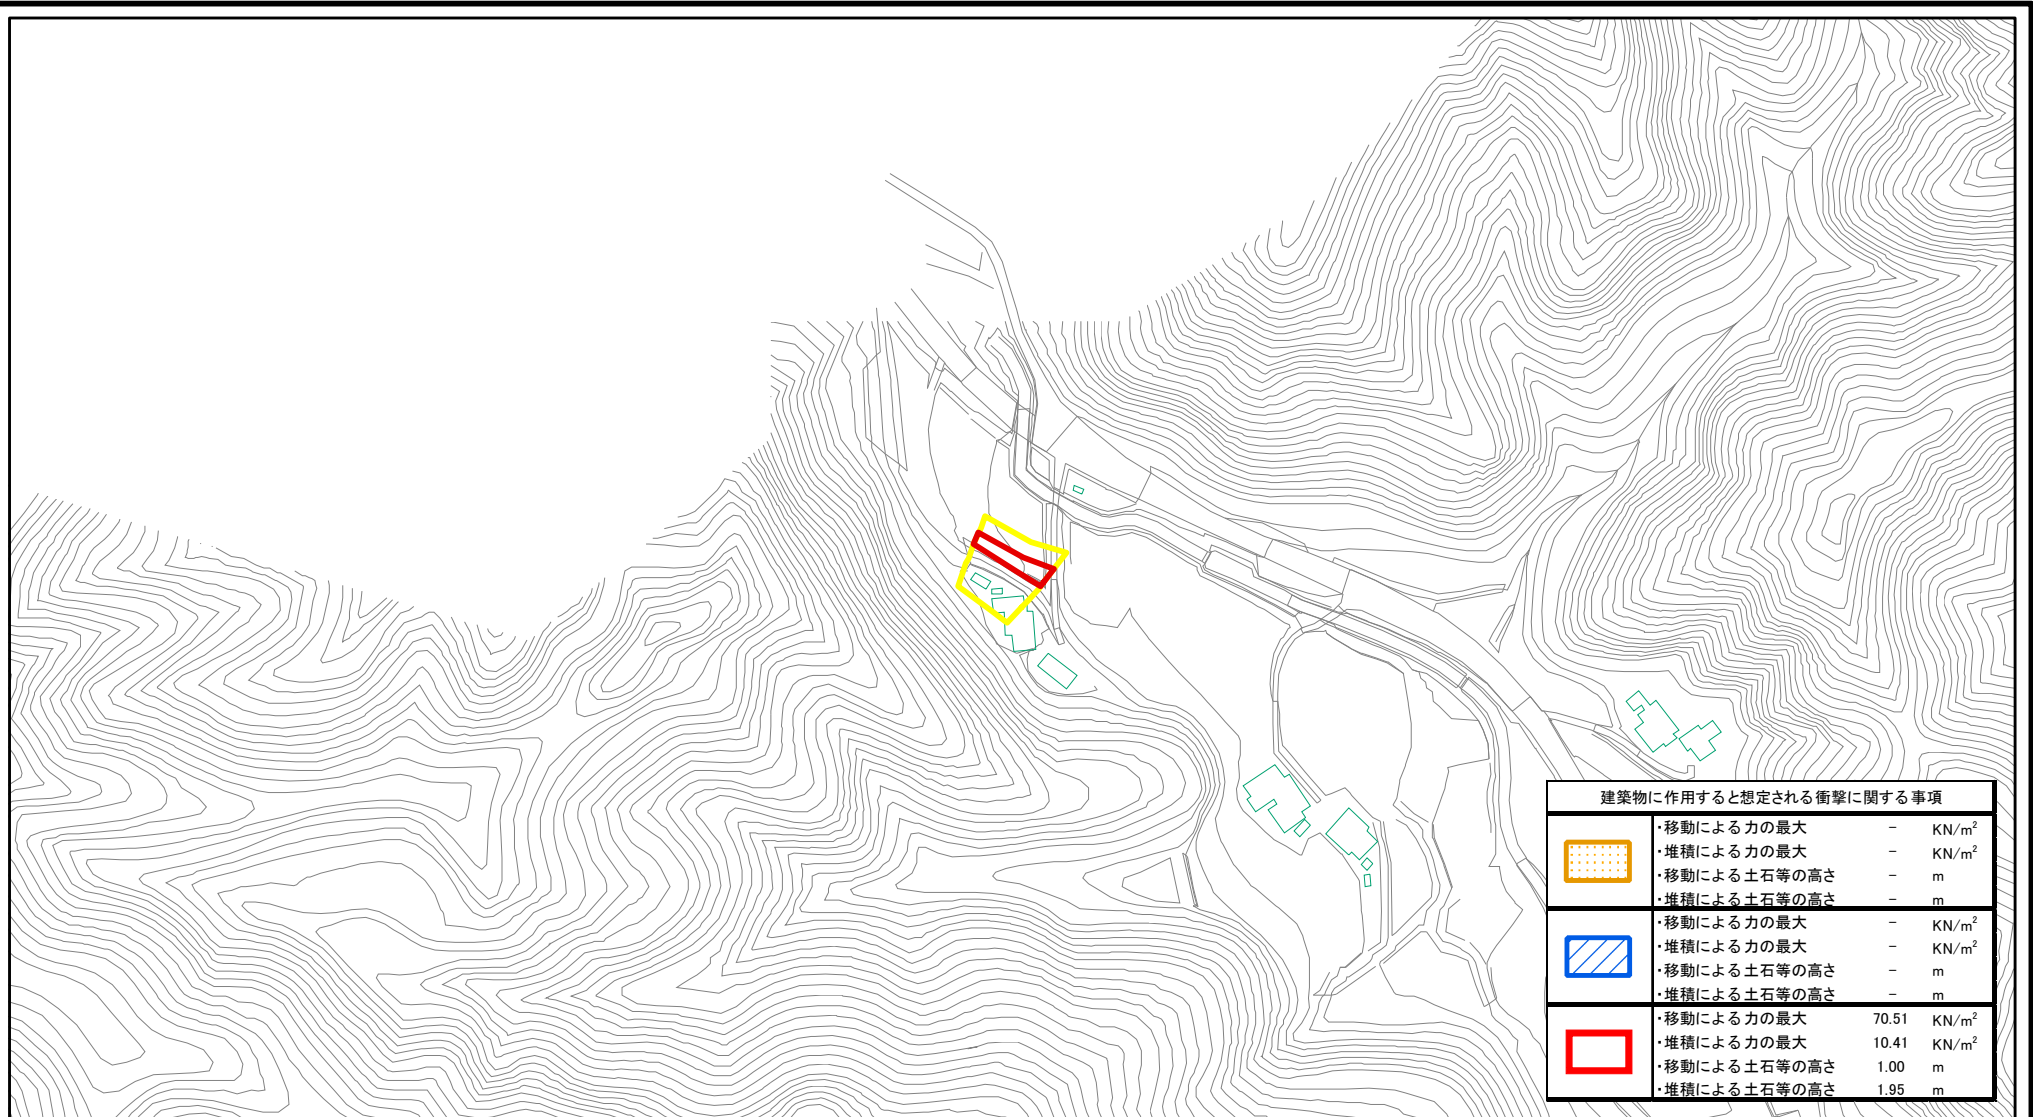 建築物に作用すると想定される衝撃に関する事項
・移動による力の最大 - KN/m²
・堆積による力の最大 - KN/m²
・移動による土石等の高さ - m
・堆積による土石等の高さ - m
・移動による力の最大 - KN/m²
・堆積による力の最大 - KN/m²
・移動による土石等の高さ - m
・堆積による土石等の高さ - m
・移動による力の最大 70.51 KN/m²
・堆積による力の最大 10.41 KN/m²
・移動による土石等の高さ 1.00 m
・堆積による土石等の高さ 1.95 m